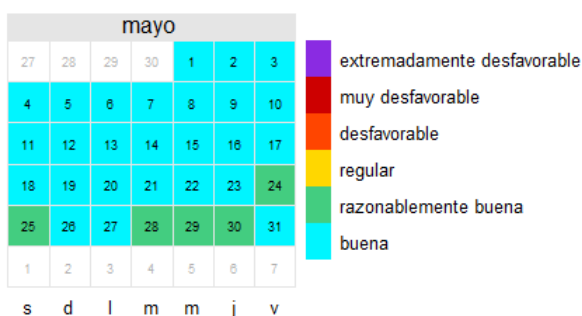 mayo
27 28 29 30 1 2 3
4 5 6 7 8 9 10
11 12 13 14 15 16 17
18 19 20 21 22 23 24
25 26 27 28 29 30 31
1 2 3 4 5 6 7
s d l m m j v
extremadamente desfavorable
muy desfavorable
desfavorable
regular
razonablemente buena
buena